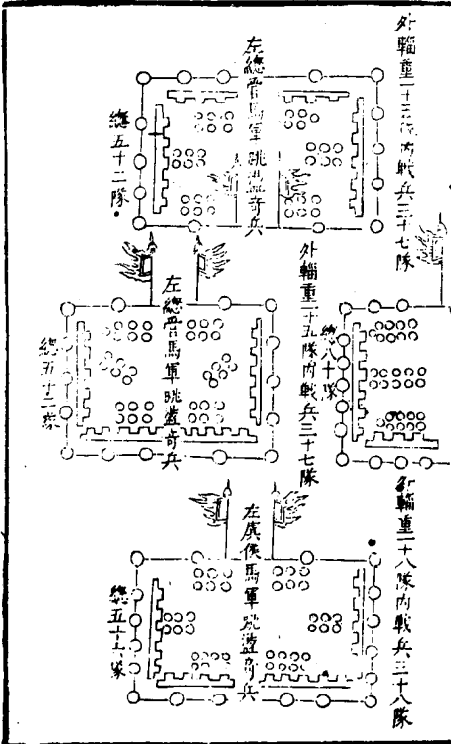 外輜重一十三隊內戰兵三十七隊
左總管馬軍跳盪奇兵
總五十二隊
總八十隊
外輜重一十五隊內戰兵三十七隊
左總管馬軍跳盪奇兵
總五十二隊
外輜重一十八隊內戰兵三十八隊
左虞候馬軍跳盪奇兵
總五十六隊